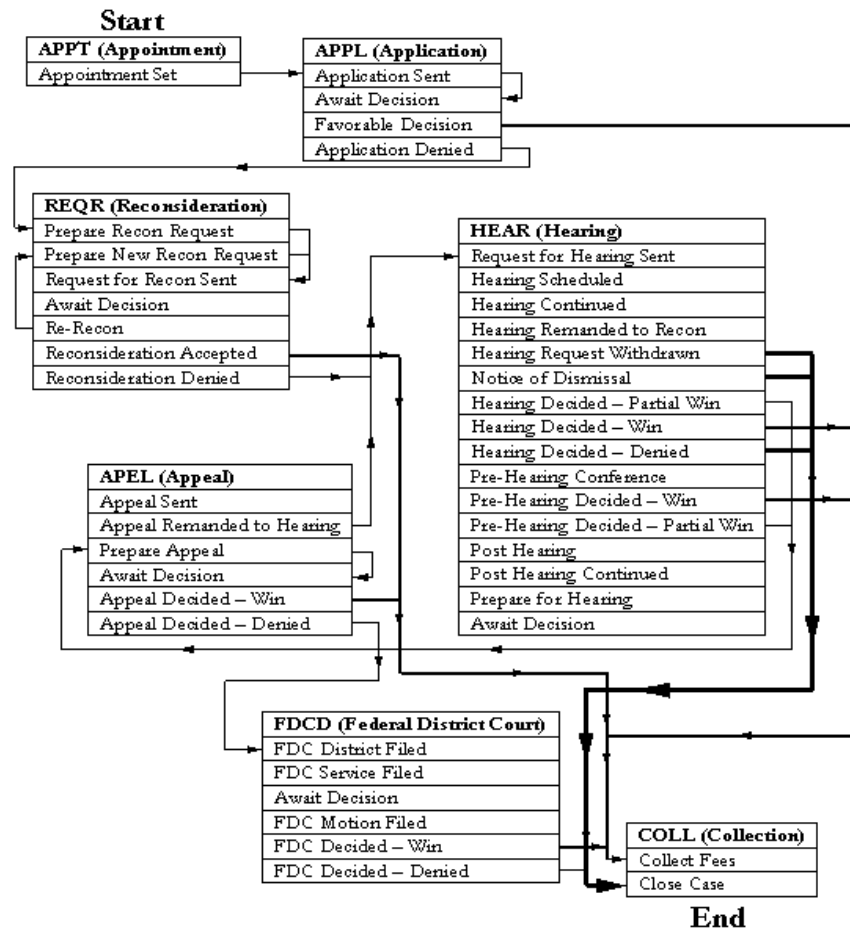 Start
APPT (Appointment)
Appointment Set
APPL (Application)
Application Sent
Await Decision
Favorable Decision
Application Denied
REQR (Reconsideration)
Prepare Recon Request
Prepare New Recon Request
Request for Recon Sent
Await Decision
Re-Recon
Reconsideration Accepted
Reconsideration Denied
HEAR (Hearing)
Request for Hearing Sent
Hearing Scheduled
Hearing Continued
Hearing Remanded to Recon
Hearing Request Withdrawn
Notice of Dismissal
Hearing Decided – Partial Win
Hearing Decided – Win
Hearing Decided – Denied
Pre-Hearing Conference
Pre-Hearing Decided – Win
Pre-Hearing Decided – Partial Win
Post Hearing
Post Hearing Continued
Prepare for Hearing
Await Decision
APEL (Appeal)
Appeal Sent
Appeal Remanded to Hearing
Prepare Appeal
Await Decision
Appeal Decided – Win
Appeal Decided – Denied
FDCD (Federal District Court)
FDC District Filed
FDC Service Filed
Await Decision
FDC Motion Filed
FDC Decided – Win
FDC Decided – Denied
COLL (Collection)
Collect Fees
Close Case
End